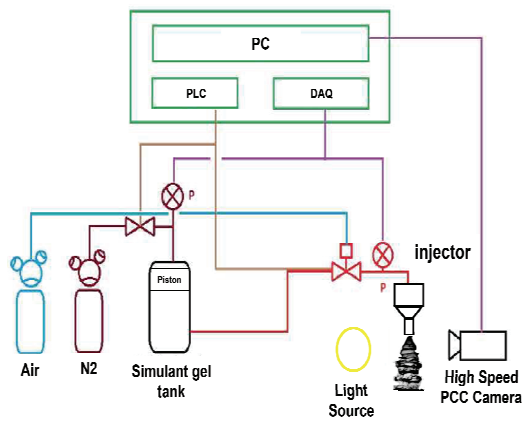 PC
PLC
DAQ
P
injector
Piston
P
Air
N2
Simulant gel
tank
Light
Source
High Speed
PCC Camera